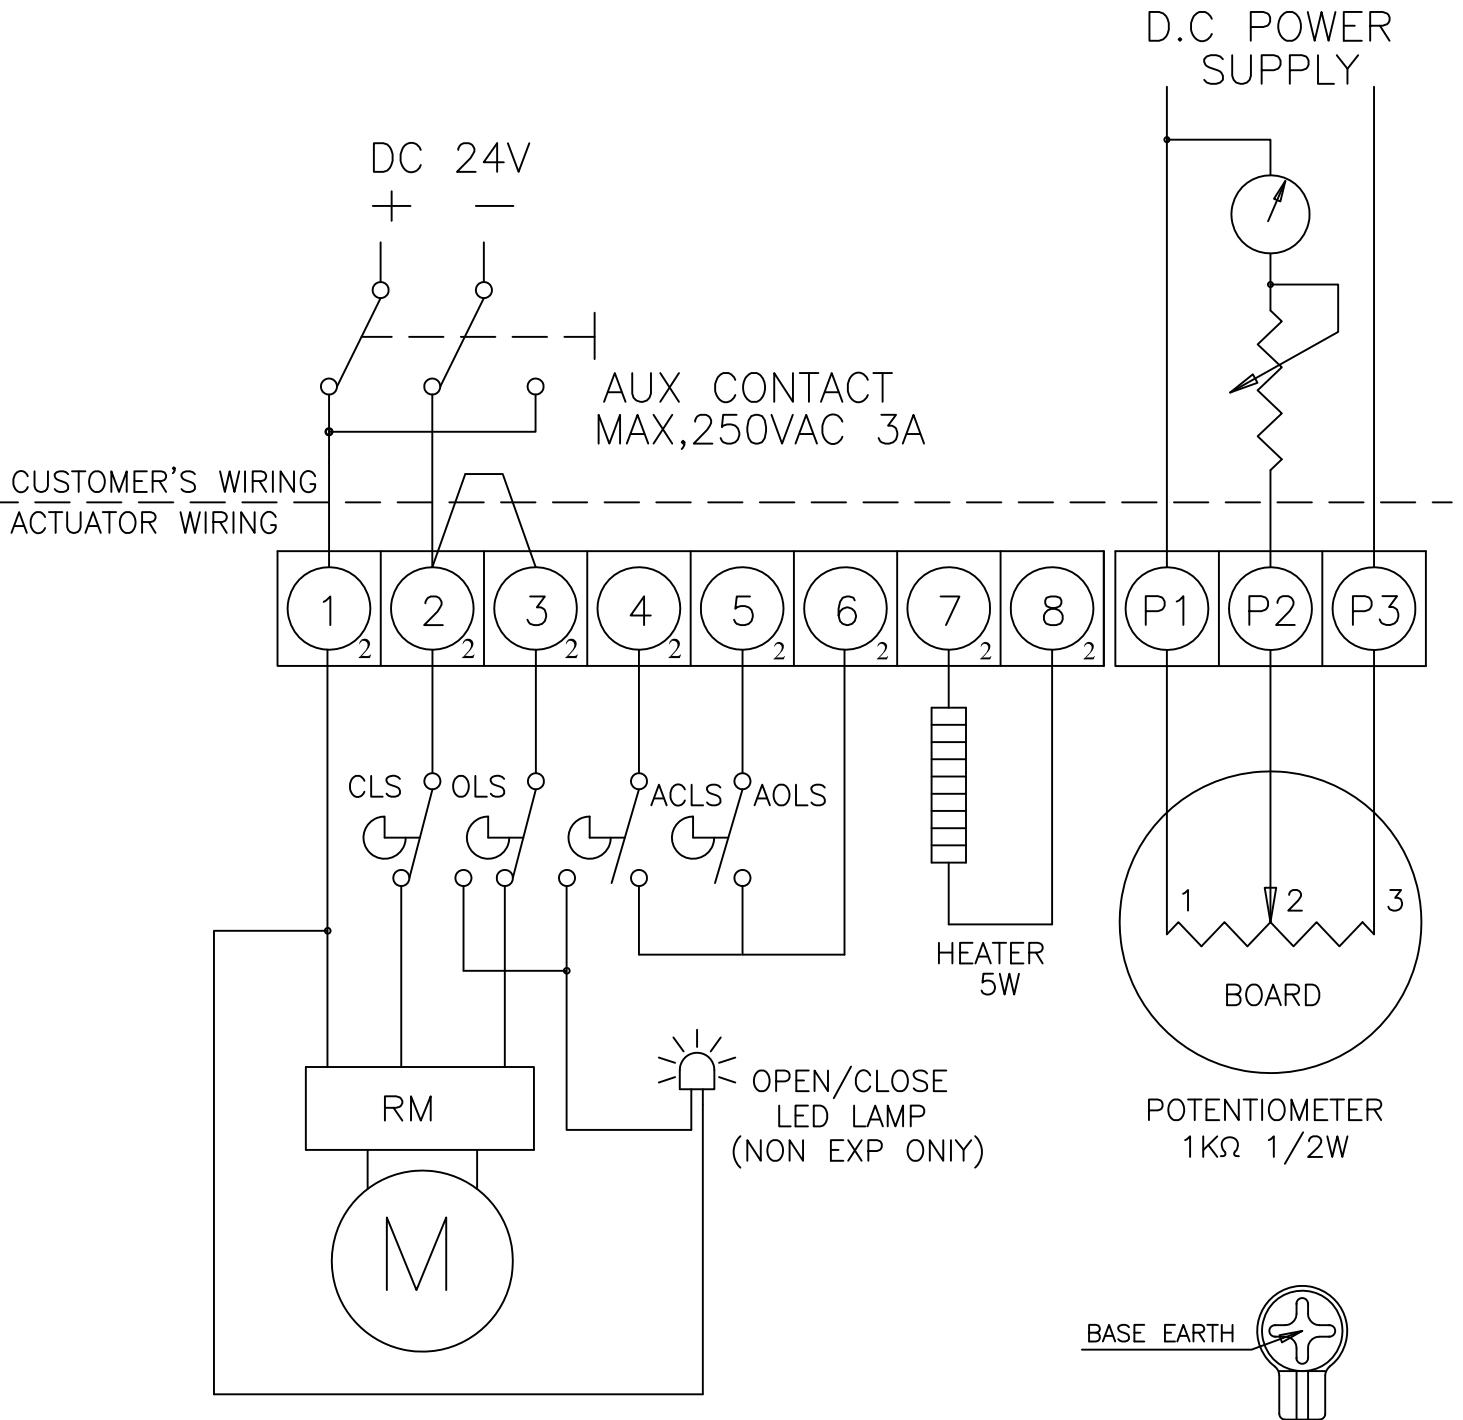 D.C POWER
SUPPLY
DC 24V
+ −
AUX CONTACT
MAX,250VAC 3A
CUSTOMER'S WIRING
ACTUATOR WIRING
1 2 3 4 5 6 7 8 P1 P2 P3
2 2 2 2 2 2 2 2
CLS OLS ACLS AOLS
1 2 3
HEATER
5W
BOARD
RM
OPEN/CLOSE
LED LAMP
(NON EXP ONIY)
POTENTIOMETER
1KΩ 1/2W
M
BASE EARTH